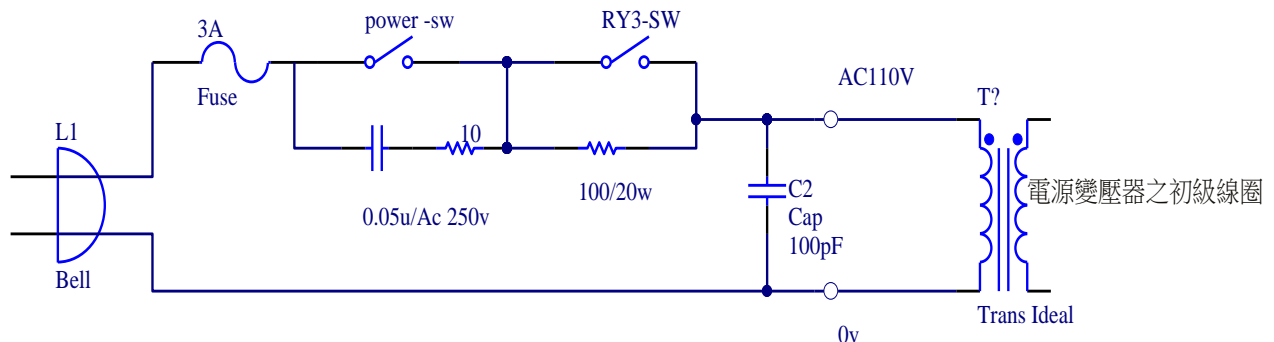 power -sw
RY3-SW
3A
Fuse
AC110V
T?
L1
10
100/20w
C2
Cap
100pF
電源變壓器之初級線圈
0.05u/Ac 250v
Bell
Trans Ideal
0v